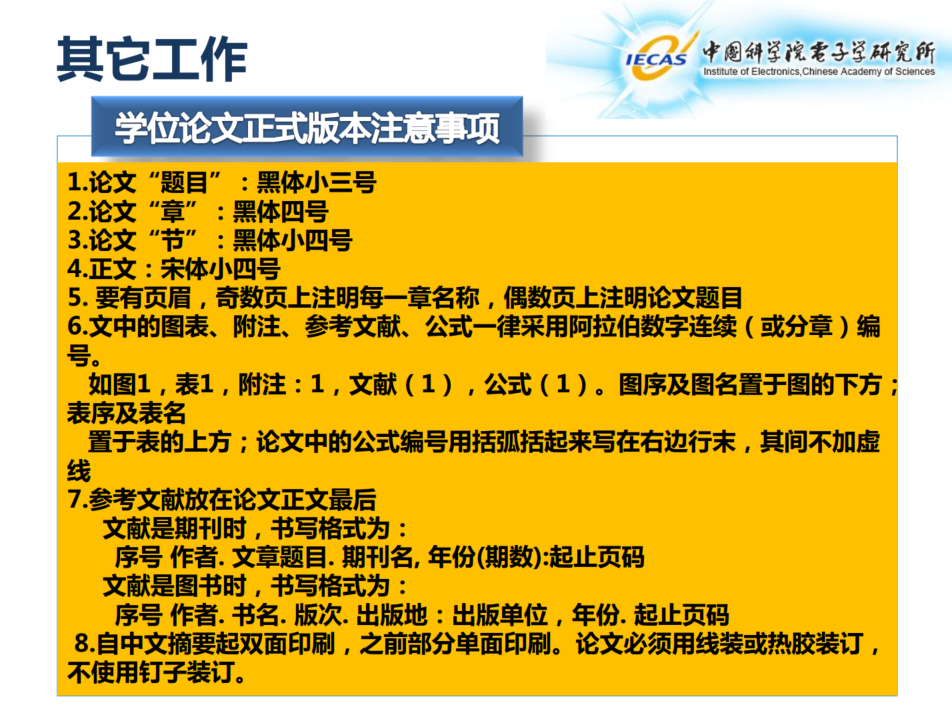 其它工作
IECAS
中国科学院电子学研究所
Institute of Electronics,Chinese Academy of Sciences
学位论文正式版本注意事项
1.论文“题目”：黑体小三号
2.论文“章”：黑体四号
3.论文“节”：黑体小四号
4.正文：宋体小四号
5. 要有页眉，奇数页上注明每一章名称，偶数页上注明论文题目
6.文中的图表、附注、参考文献、公式一律采用阿拉伯数字连续（或分章）编
号。
如图1，表1，附注：1，文献（1），公式（1）。图序及图名置于图的下方；
表序及表名
置于表的上方；论文中的公式编号用括弧括起来写在右边行末，其间不加虚
线
7.参考文献放在论文正文最后
文献是期刊时，书写格式为：
序号 作者. 文章题目. 期刊名, 年份(期数):起止页码
文献是图书时，书写格式为：
序号 作者. 书名. 版次. 出版地：出版单位，年份. 起止页码
8.自中文摘要起双面印刷，之前部分单面印刷。论文必须用线装或热胶装订，
不使用钉子装订。